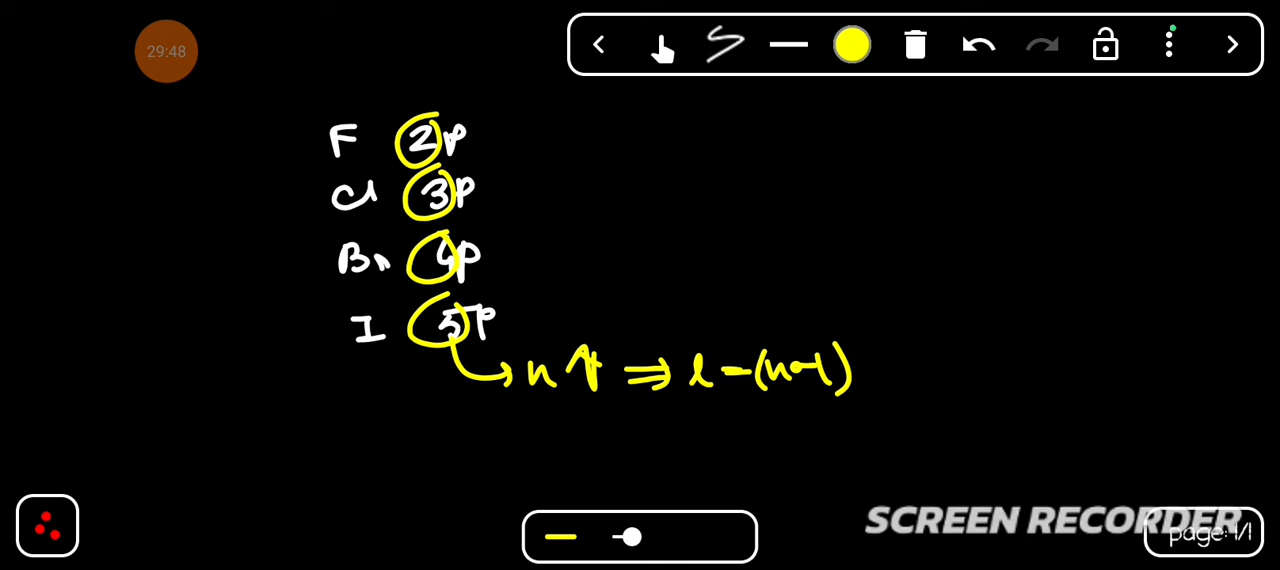 29:48
F 2p
Cl 3p
Br 4p
I 5p
n ↑ ⇒ l = (n-1)
SCREEN RECORDER
page: 1/1